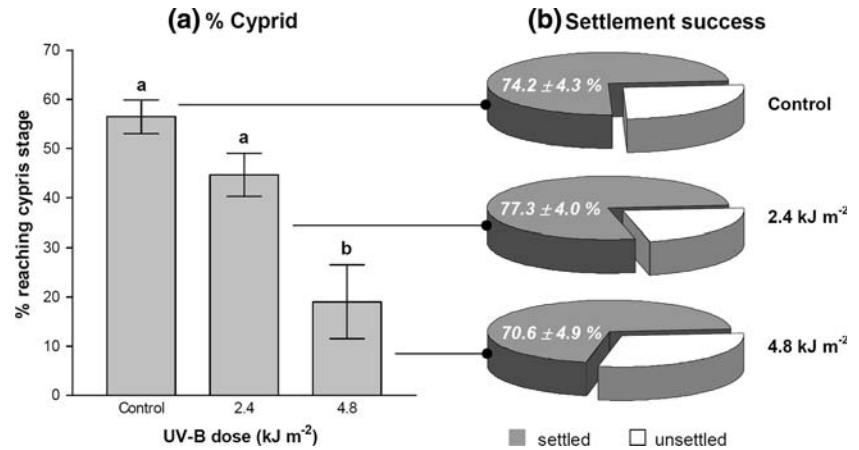 (a) % Cyprid
(b) Settlement success
% reaching cypris stage
70
60
50
40
30
20
10
0
a
a
b
Control 2.4 4.8
UV-B dose (kJ m⁻²)
74.2 ± 4.3 %
Control
77.3 ± 4.0 %
2.4 kJ m⁻²
70.6 ± 4.9 %
4.8 kJ m⁻²
settled unsettled